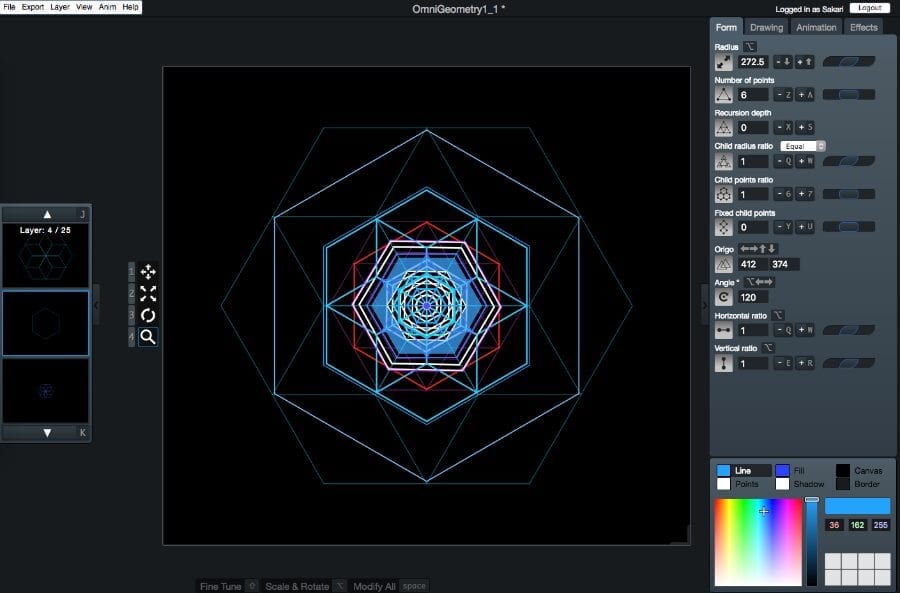 File Export Layer View Anim Help
OmniGeometry1_1 *
Logged in as Sakari Logout
Form Drawing Animation Effects
Radius ⌥
272.5 - ⬇ + ⬆
Number of points
6 - Z + A
Recursion depth
0 - X + S
Child radius ratio Equal
1 - Q + W
Child points ratio
1 - 6 + 7
Fixed child points
0 - Y + U
Origo ⬅➡⬆⬇
412 374
Angle ° ⌥⬅➡
120
Horizontal ratio ⌥
1 - Q + W
Vertical ratio ⌥
1 - E + R
▲ J
Layer: 4 / 25
▼ K
1
2
3
4
Line Fill Canvas
Points Shadow Border
36 162 255
Fine Tune ⇧ Scale & Rotate ⌥ Modify All space